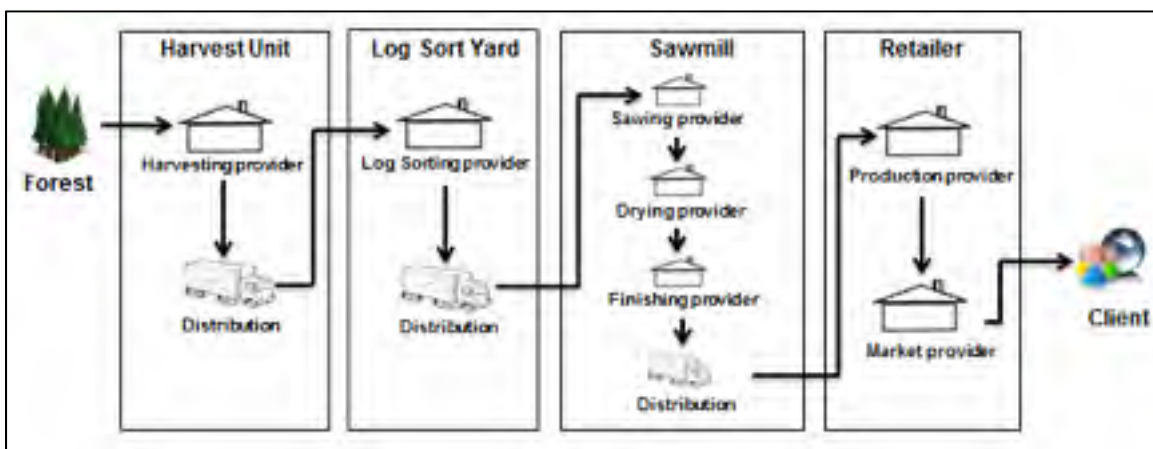 Harvest Unit
Log Sort Yard
Sawmill
Retailer
Forest
Harvesting provider
Distribution
Log Sorting provider
Distribution
Sawing provider
Drying provider
Finishing provider
Distribution
Production provider
Market provider
Client